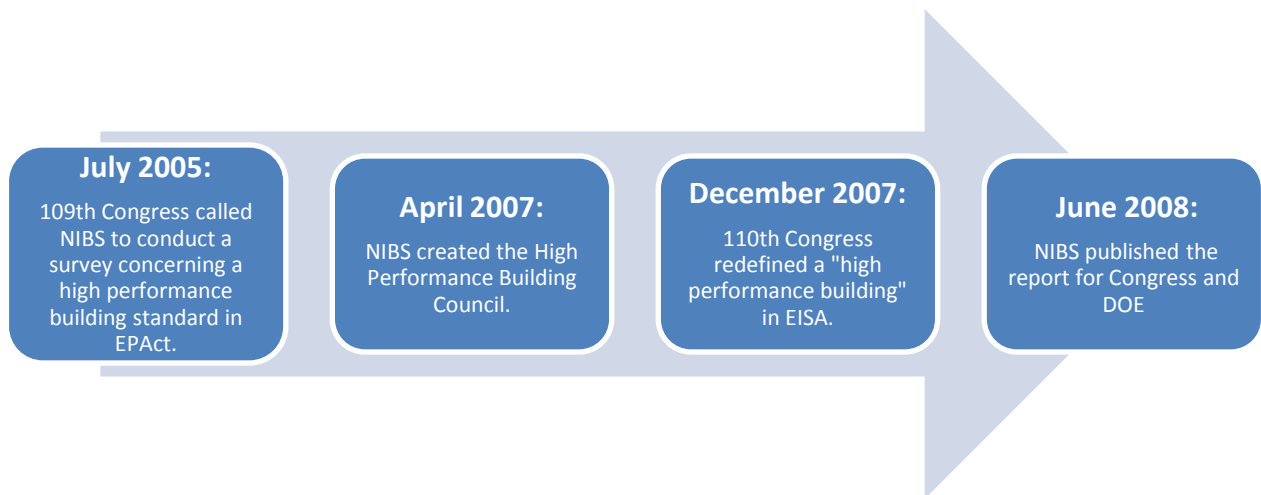 July 2005:
109th Congress called
NIBS to conduct a
survey concerning a
high performance
building standard in
EPAct.
April 2007:
NIBS created the High
Performance Building
Council.
December 2007:
110th Congress
redefined a "high
performance building"
in EISA.
June 2008:
NIBS published the
report for Congress and
DOE